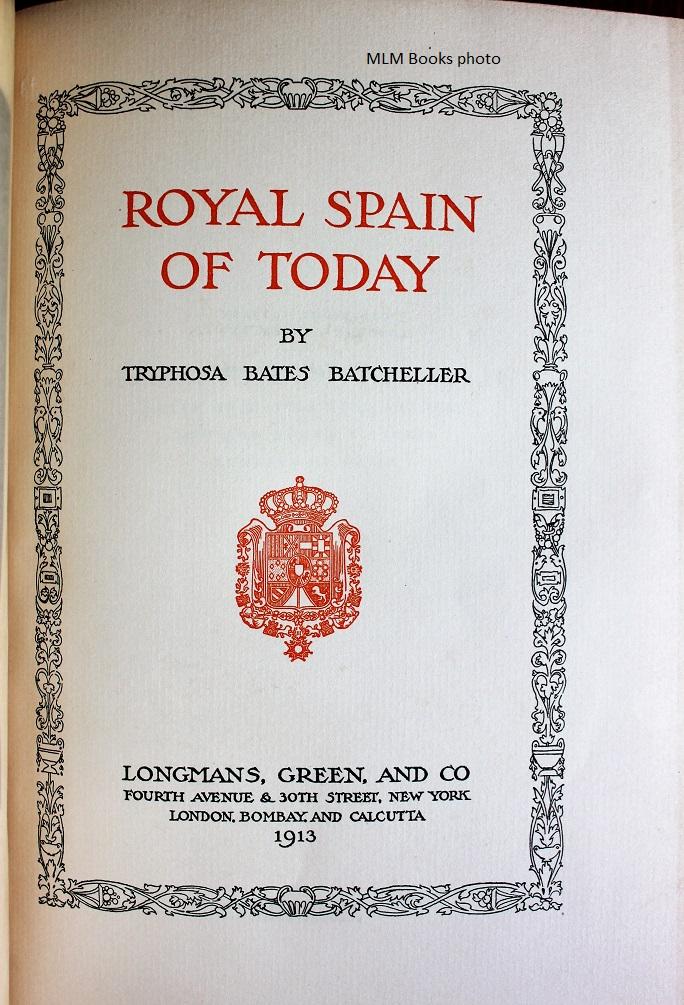 MLM Books photo
ROYAL SPAIN
OF TODAY
BY
TRYPHOSA BATES BATCHELLER
LONGMANS, GREEN, AND CO
FOURTH AVENUE & 30TH STREET, NEW YORK
LONDON, BOMBAY, AND CALCUTTA
1913